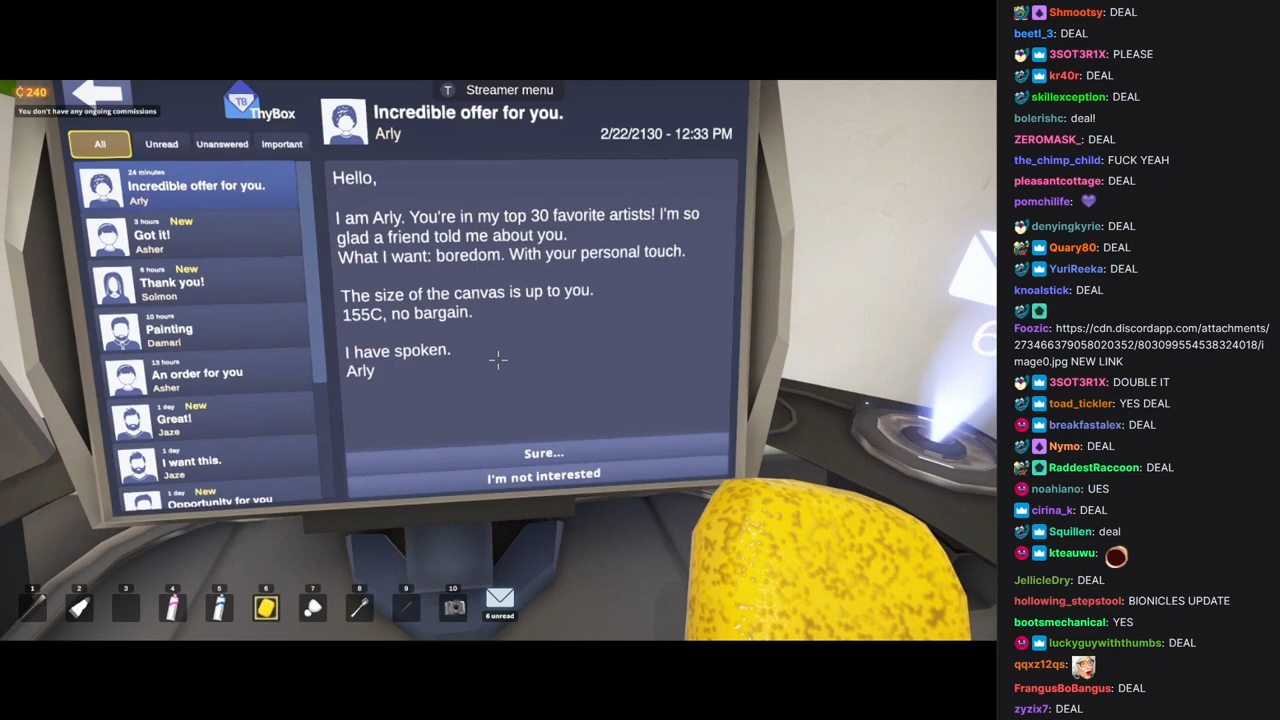 240
You don't have any ongoing commissions
TB
ThyBox
T Streamer menu
All
Unread
Unanswered
Important
24 minutes
Incredible offer for you.
Arly
3 hours New
Got it!
Asher
6 hours New
Thank you!
Solmon
10 hours
Painting
Damari
13 hours
An order for you
Asher
1 day New
Great!
Jaze
1 day
I want this.
Jaze
1 day New
Opportunity for you
Incredible offer for you.
Arly
2/22/2130 - 12:33 PM
Hello,
I am Arly. You're in my top 30 favorite artists! I'm so
glad a friend told me about you.
What I want: boredom. With your personal touch.
The size of the canvas is up to you.
155C, no bargain.
I have spoken.
Arly
Sure...
I'm not interested
1 2 3 4 5 6 7 8 9 10
6 unread
Shmootsy: DEAL
beetl_3: DEAL
3SOT3R1X: PLEASE
kr40r: DEAL
skillexception: DEAL
bolerishc: deal!
ZEROMASK_: DEAL
the_chimp_child: FUCK YEAH
pleasantcottage: DEAL
pomchilife:
denyingkyrie: DEAL
Quary80: DEAL
YuriReeka: DEAL
knoalstick: DEAL
Foozic: https://cdn.discordapp.com/attachments/
273466379058020352/803099554538324018/i
mage0.jpg NEW LINK
3SOT3R1X: DOUBLE IT
toad_tickler: YES DEAL
breakfastalex: DEAL
Nymo: DEAL
RaddestRaccoon: DEAL
noahiano: UES
cirina_k: DEAL
Squillen: deal
kteauwu:
JellicleDry: DEAL
hollowing_stepstool: BIONICLES UPDATE
bootsmechanical: YES
luckyguywiththumbs: DEAL
qqxz12qs:
FrangusBoBangus: DEAL
zyzix7: DEAL